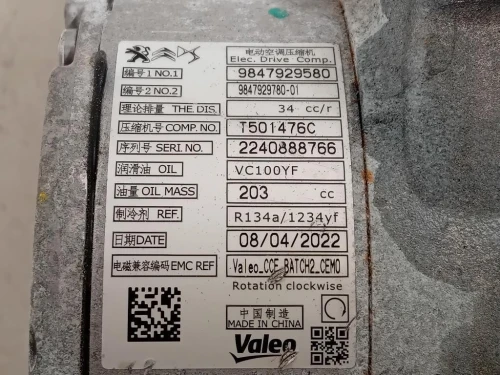 电动空调压缩机
Elec. Drive Comp.
编号1 NO.1 9847929580
编号2 NO.2 9847929780-01
理论排量 THE.DIS. 34 cc/r
压缩机号 COMP.NO. T501476C
序列号 SERI.NO. 2240888766
润滑油 OIL VC100YF
油量 OIL MASS 203 cc
制冷剂 REF. R134a/1234yf
日期DATE 08/04/2022
电磁兼容编码EMC REF Valeo_CCE_BATCH2_CEM0
Rotation clockwise
中国制造
MADE IN CHINA
Valeo